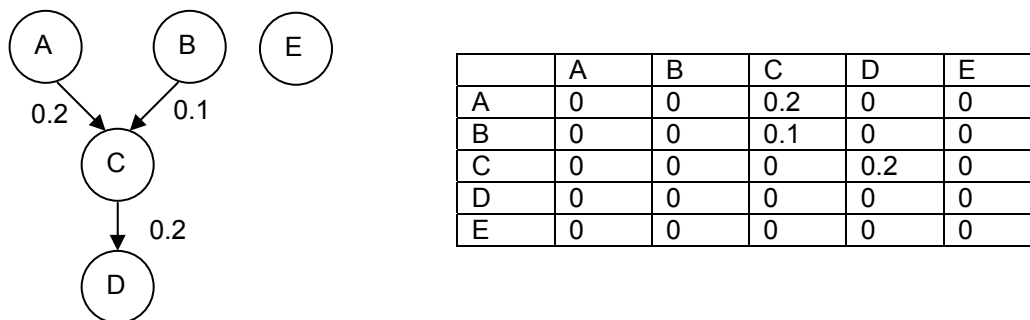 A B E
0.2 0.1
C
0.2
D
A B C D E
A 0 0 0.2 0 0
B 0 0 0.1 0 0
C 0 0 0 0.2 0
D 0 0 0 0 0
E 0 0 0 0 0